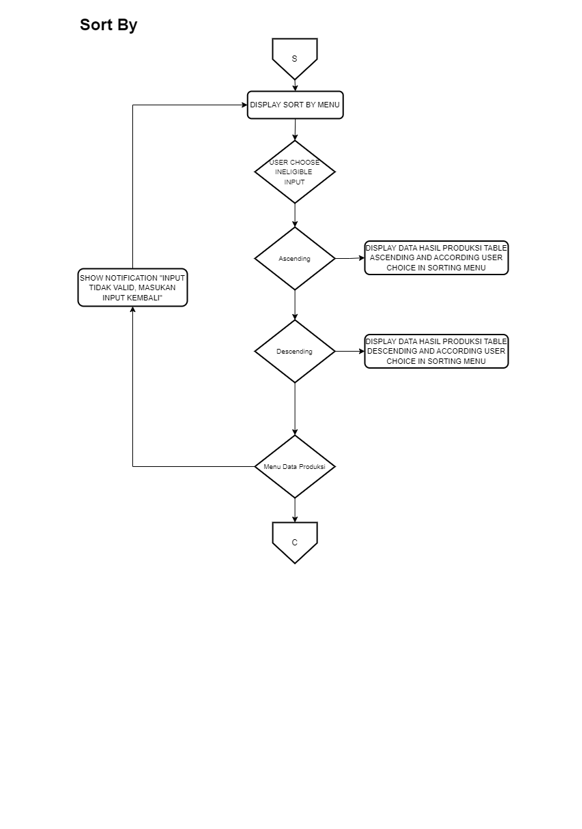 Sort By
S
DISPLAY SORT BY MENU
USER CHOOSE
INELIGIBLE
INPUT
Ascending
DISPLAY DATA HASIL PRODUKSI TABLE
ASCENDING AND ACCORDING USER
CHOICE IN SORTING MENU
SHOW NOTIFICATION "INPUT
TIDAK VALID, MASUKAN
INPUT KEMBALI"
Descending
DISPLAY DATA HASIL PRODUKSI TABLE
DESCENDING AND ACCORDING USER
CHOICE IN SORTING MENU
Menu Data Produksi
C